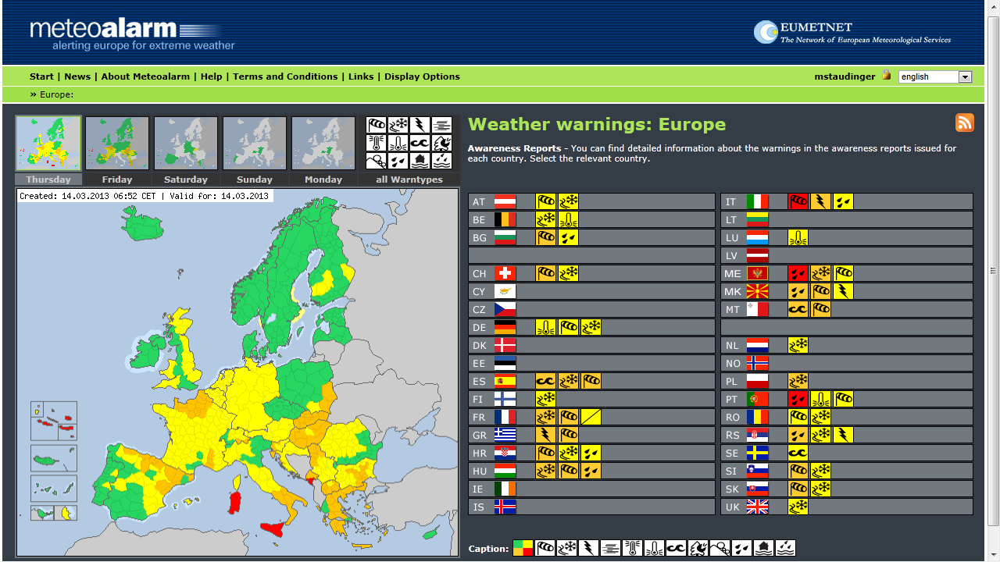 meteoalarm
alerting europe for extreme weather
EUMETNET
The Network of European Meteorological Services
Start | News | About Meteoalarm | Help | Terms and Conditions | Links | Display Options
mstaudinger
english
» Europe:
Thursday
Friday
Saturday
Sunday
Monday
all Warntypes
Created: 14.03.2013 06:52 CET | Valid for: 14.03.2013
Weather warnings: Europe
Awareness Reports - You can find detailed information about the warnings in the awareness reports issued for
each country. Select the relevant country.
AT
BE
BG
CH
CY
CZ
DE
DK
EE
ES
FI
FR
GR
HR
HU
IE
IS
IT
LT
LU
LV
ME
MK
MT
NL
NO
PL
PT
RO
RS
SE
SI
SK
UK
Caption: